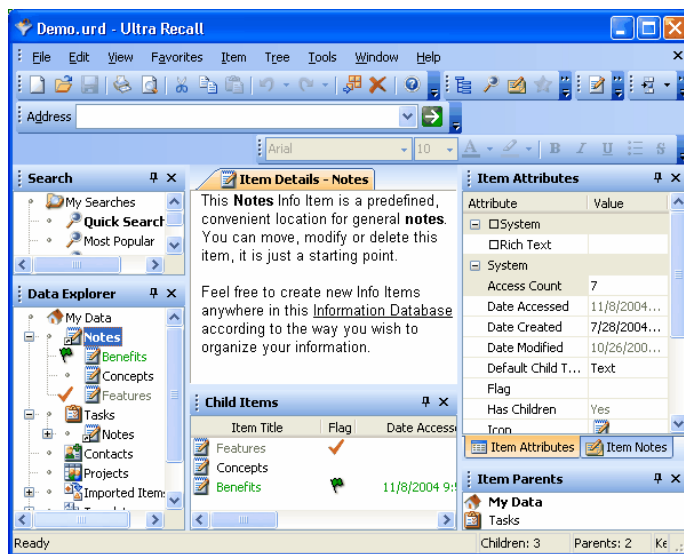 Demo.urd - Ultra Recall
File Edit View Favorites Item Tree Tools Window Help
Address
Arial 10 A B I U S
Search
My Searches
Quick Search
Most Popular
Data Explorer
My Data
Notes
Benefits
Concepts
Features
Tasks
Notes
Contacts
Projects
Imported Item
Item Details - Notes
This Notes Info Item is a predefined,
convenient location for general notes.
You can move, modify or delete this
item, it is just a starting point.
Feel free to create new Info Items
anywhere in this Information Database
according to the way you wish to
organize your information.
Child Items
Item Title Flag Date Accesse
Features
Concepts
Benefits 11/8/2004 9:5
Item Attributes
Attribute Value
System
Rich Text
System
Access Count 7
Date Accessed 11/8/2004...
Date Created 7/28/2004...
Date Modified 10/26/200...
Default Child T... Text
Flag
Has Children Yes
Icon
Item Attributes Item Notes
Item Parents
My Data
Tasks
Ready Children: 3 Parents: 2 Ke